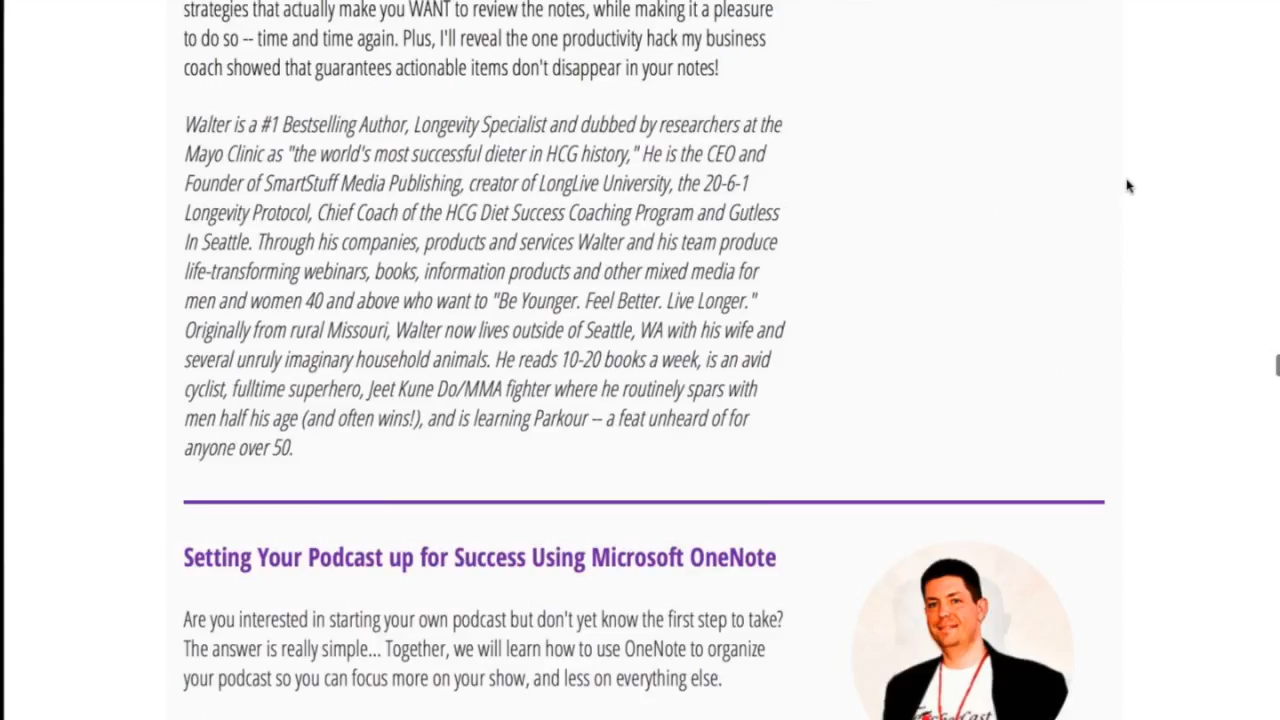 strategies that actually make you WANT to review the notes, while making it a pleasure
to do so -- time and time again. Plus, I'll reveal the one productivity hack my business
coach showed that guarantees actionable items don't disappear in your notes!
Walter is a #1 Bestselling Author, Longevity Specialist and dubbed by researchers at the
Mayo Clinic as "the world's most successful dieter in HCG history," He is the CEO and
Founder of SmartStuff Media Publishing, creator of LongLive University, the 20-6-1
Longevity Protocol, Chief Coach of the HCG Diet Success Coaching Program and Gutless
In Seattle. Through his companies, products and services Walter and his team produce
life-transforming webinars, books, information products and other mixed media for
men and women 40 and above who want to "Be Younger. Feel Better. Live Longer."
Originally from rural Missouri, Walter now lives outside of Seattle, WA with his wife and
several unruly imaginary household animals. He reads 10-20 books a week, is an avid
cyclist, fulltime superhero, Jeet Kune Do/MMA fighter where he routinely spars with
men half his age (and often wins!), and is learning Parkour -- a feat unheard of for
anyone over 50.
Setting Your Podcast up for Success Using Microsoft OneNote
Are you interested in starting your own podcast but don't yet know the first step to take?
The answer is really simple... Together, we will learn how to use OneNote to organize
your podcast so you can focus more on your show, and less on everything else.